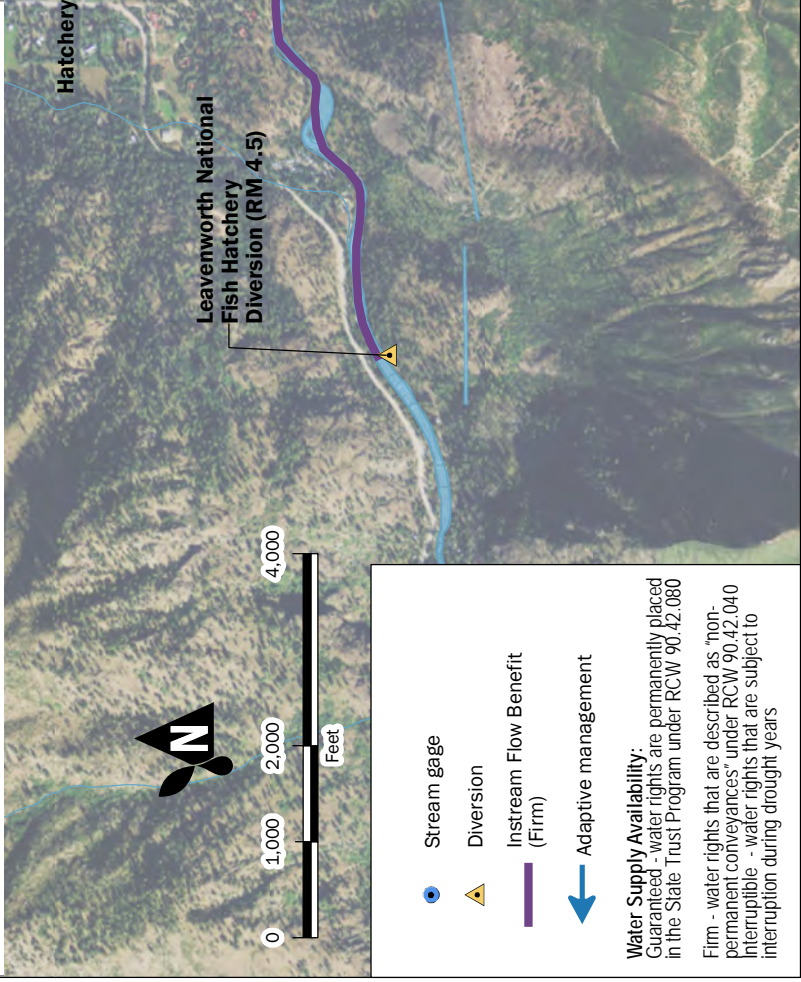 Hatchery
Leavenworth National
Fish Hatchery
Diversion (RM 4.5)
N
0 1,000 2,000 4,000
Feet
Stream gage
Diversion
Instream Flow Benefit
(Firm)
Adaptive management
Water Supply Availability:
Guaranteed - water rights are permanently placed
in the State Trust Program under RCW 90.42.080
Firm - water rights that are described as "non-
permanent conveyances" under RCW 90.42.040
Interruptible - water rights that are subject to
interruption during drought years